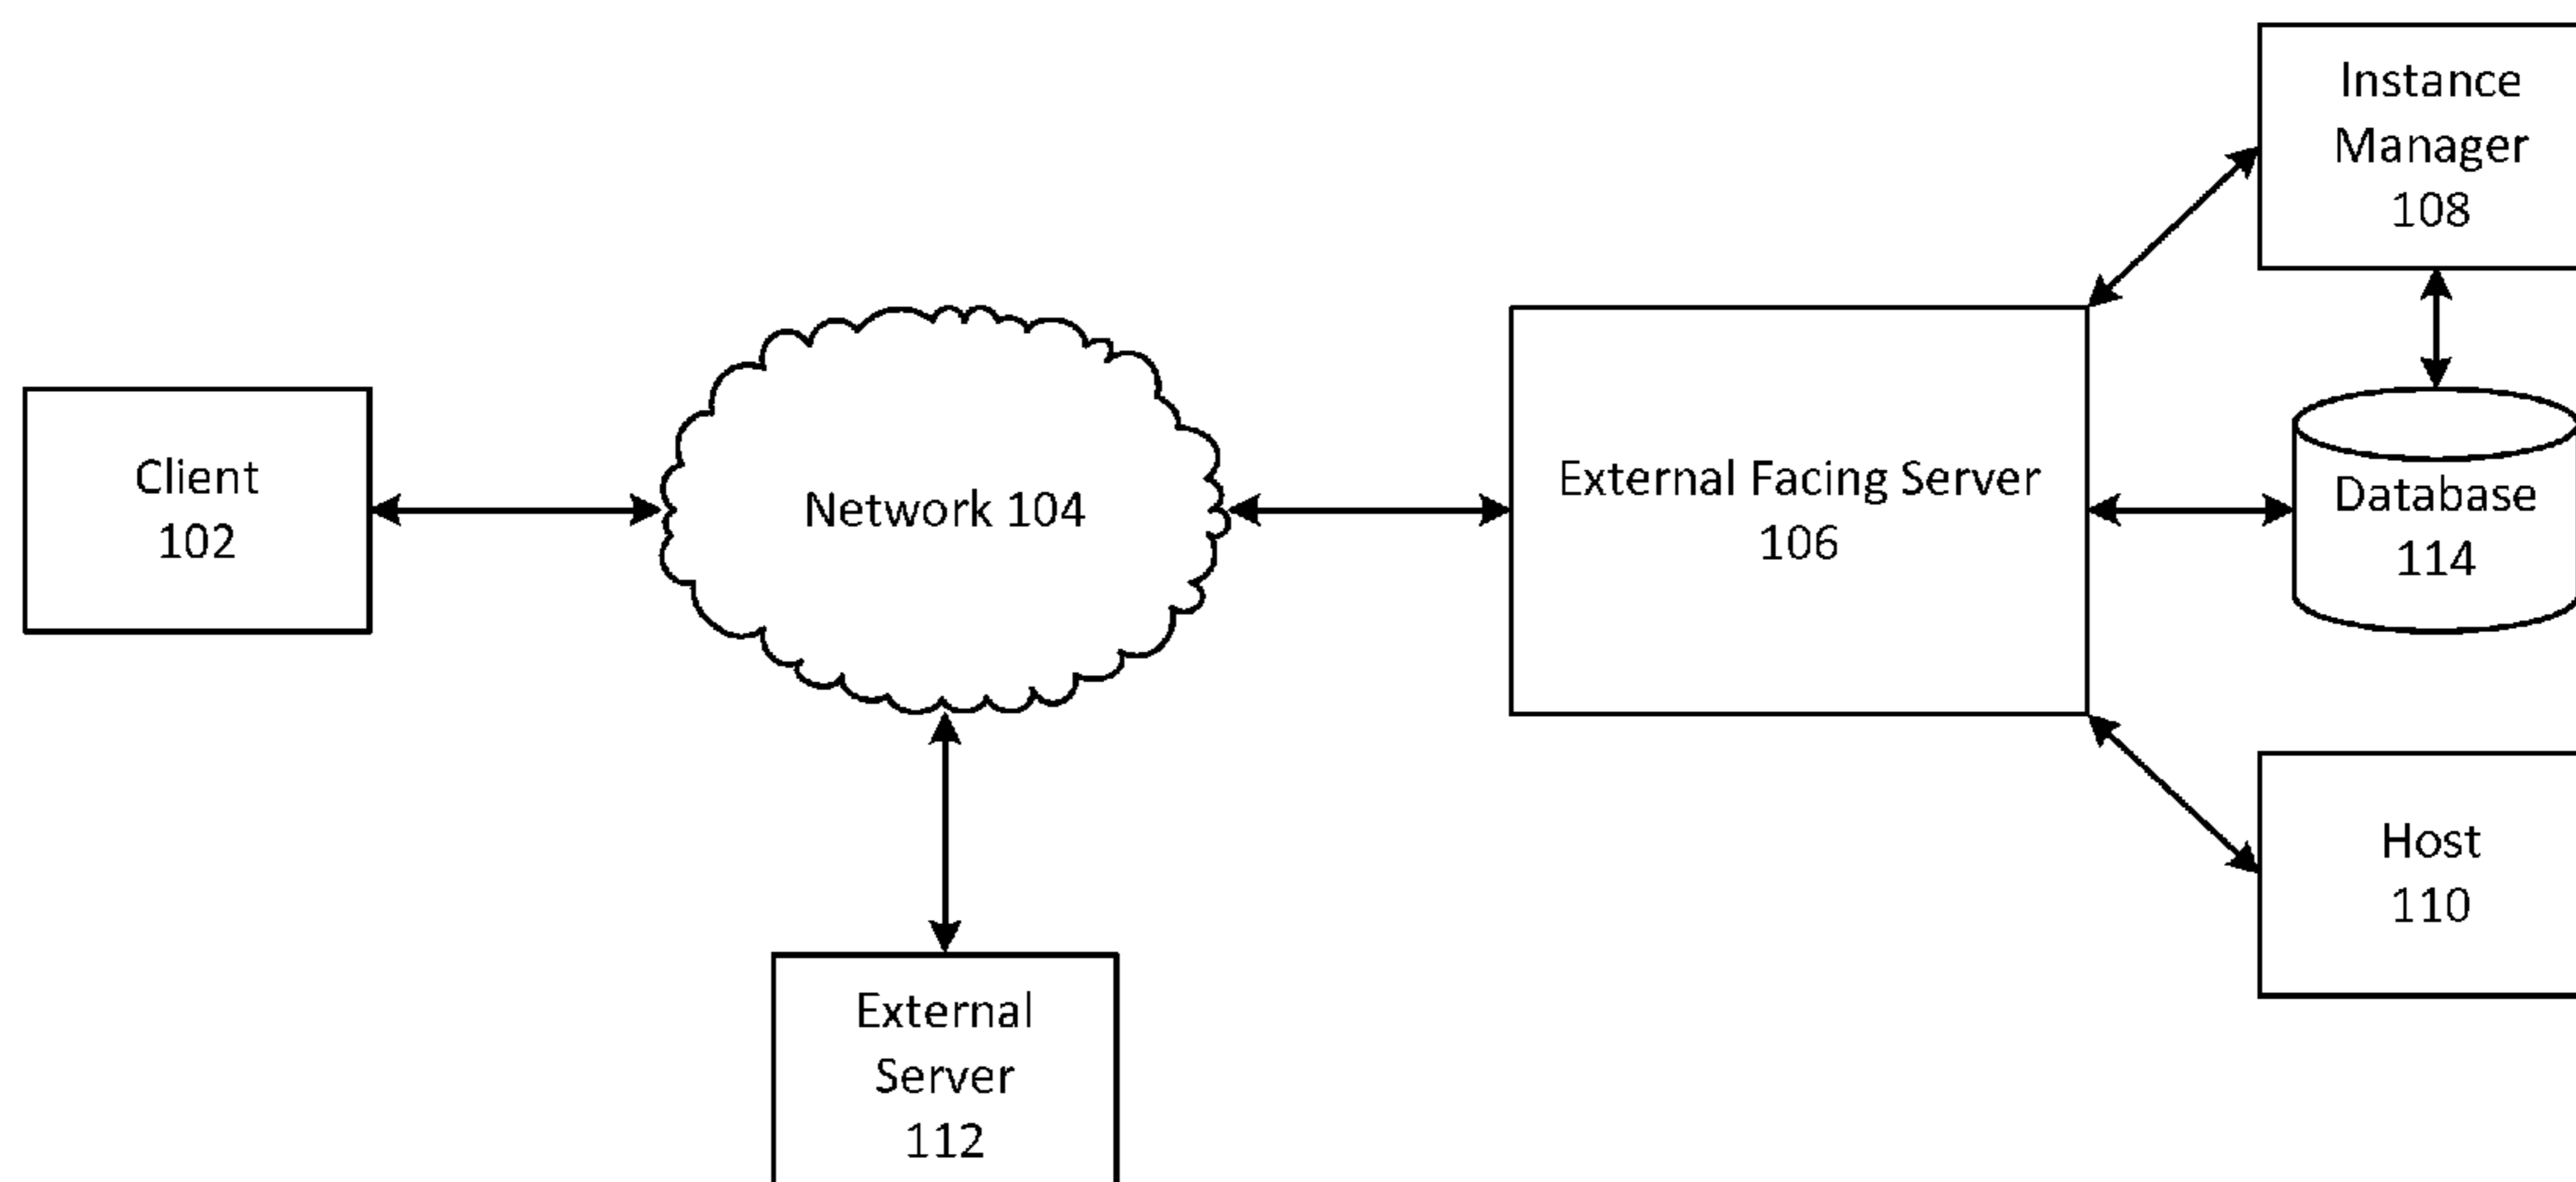 Client
102
Network 104
External
Server
112
External Facing Server
106
Instance
Manager
108
Database
114
Host
110